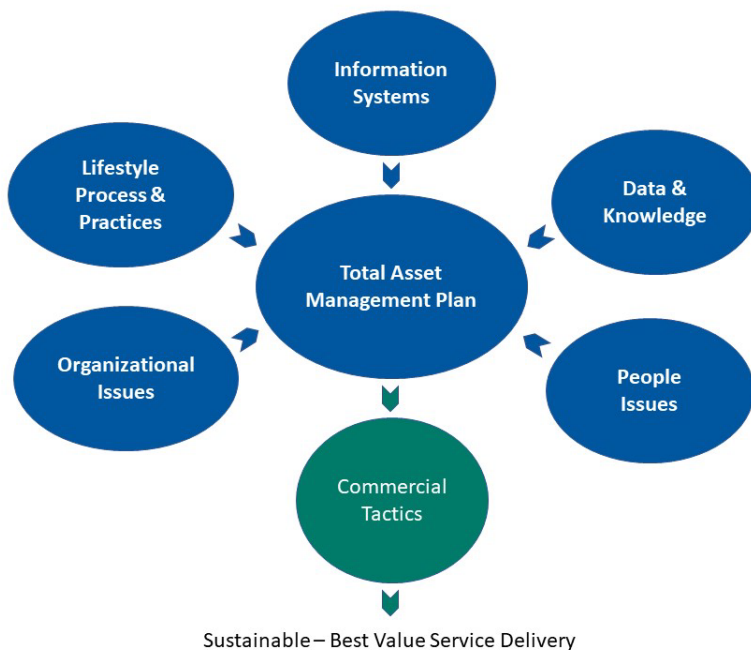 Information
Systems
Lifestyle
Process &
Practices
Data &
Knowledge
Total Asset
Management Plan
Organizational
Issues
People
Issues
Commercial
Tactics
Sustainable – Best Value Service Delivery